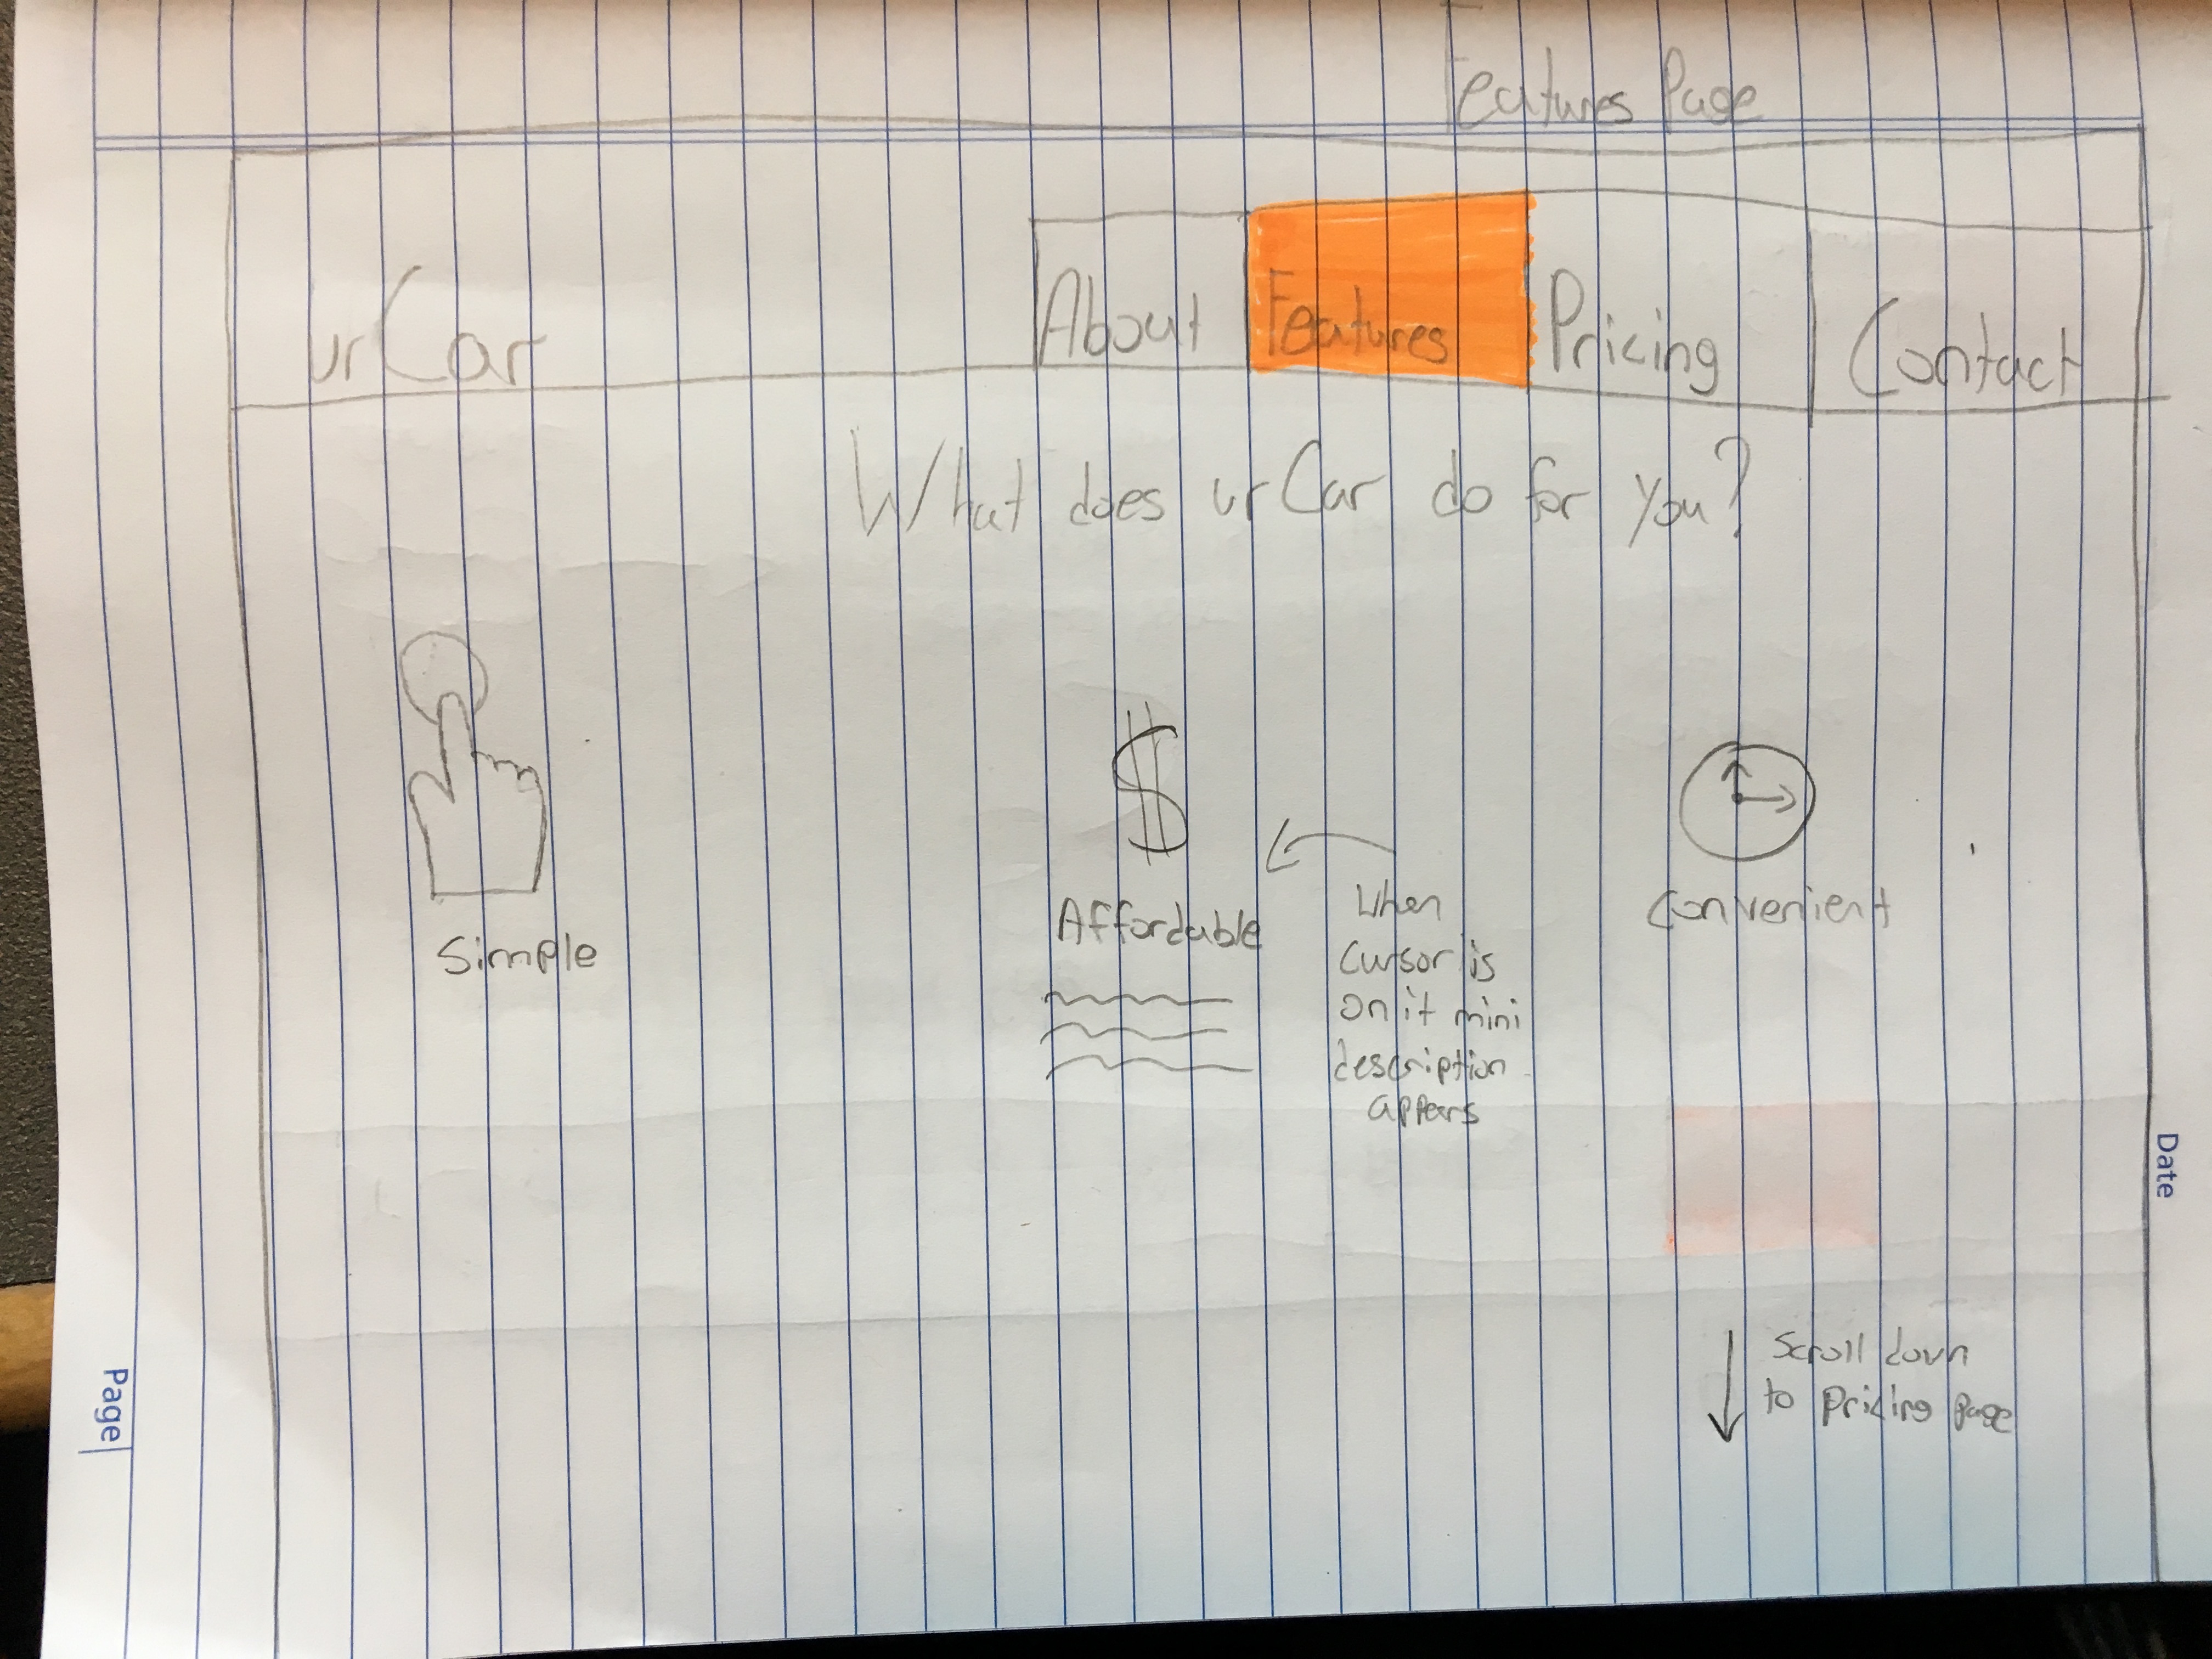 Features Page
urCar
About
Features
Pricing
Contact
What does urCar do for you?
$
Simple
Affordable
Convenient
When
cursor is
on it mini
description
appears
Scroll down
to pricing page
Date
Page